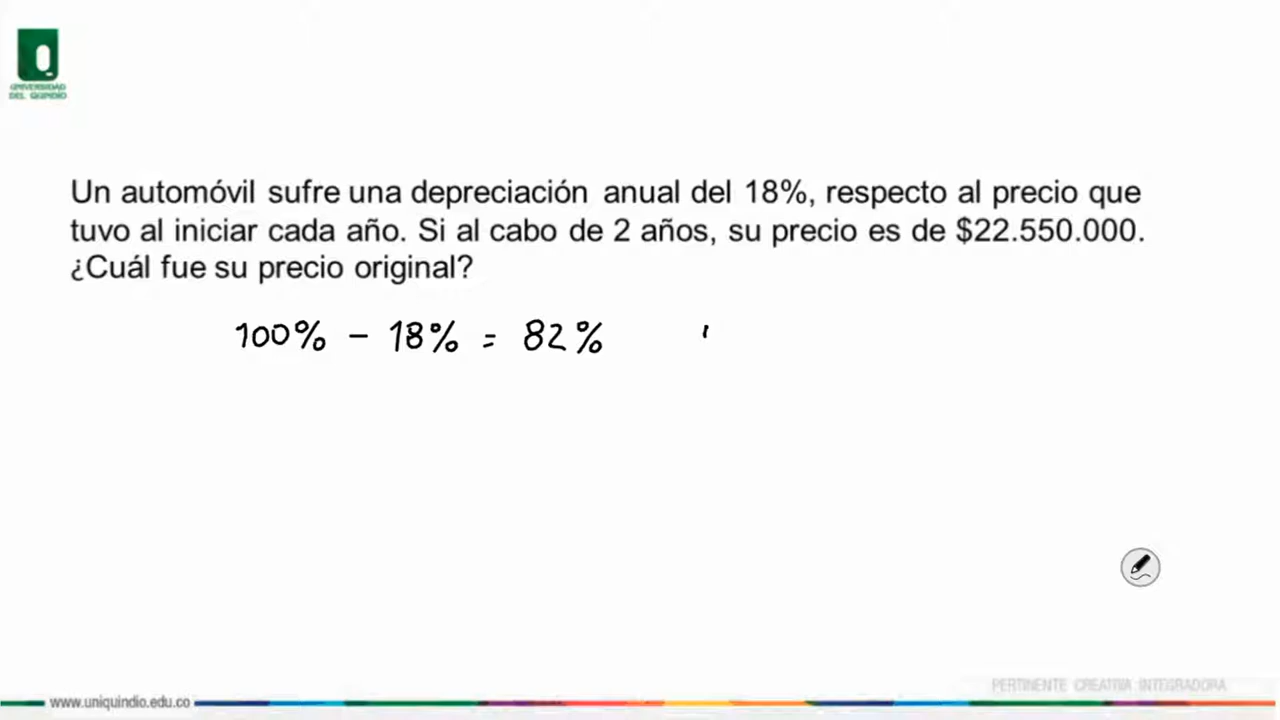 UNIVERSIDAD
DEL QUINDÍO
Un automóvil sufre una depreciación anual del 18%, respecto al precio que
tuvo al iniciar cada año. Si al cabo de 2 años, su precio es de $22.550.000.
¿Cuál fue su precio original?
100% - 18% = 82%
www.uniquindio.edu.co
PERTINENTE CREATIVA INTEGRADORA